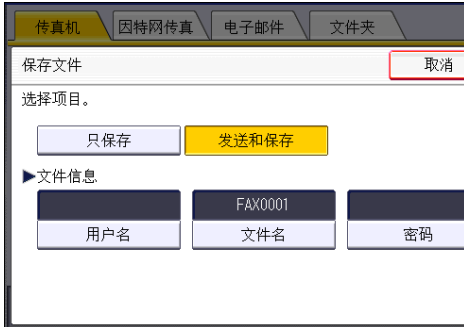 传真机 因特网传真 电子邮件 文件夹
保存文件 取消
选择项目。
只保存 发送和保存
▶文件信息
FAX0001
用户名 文件名 密码